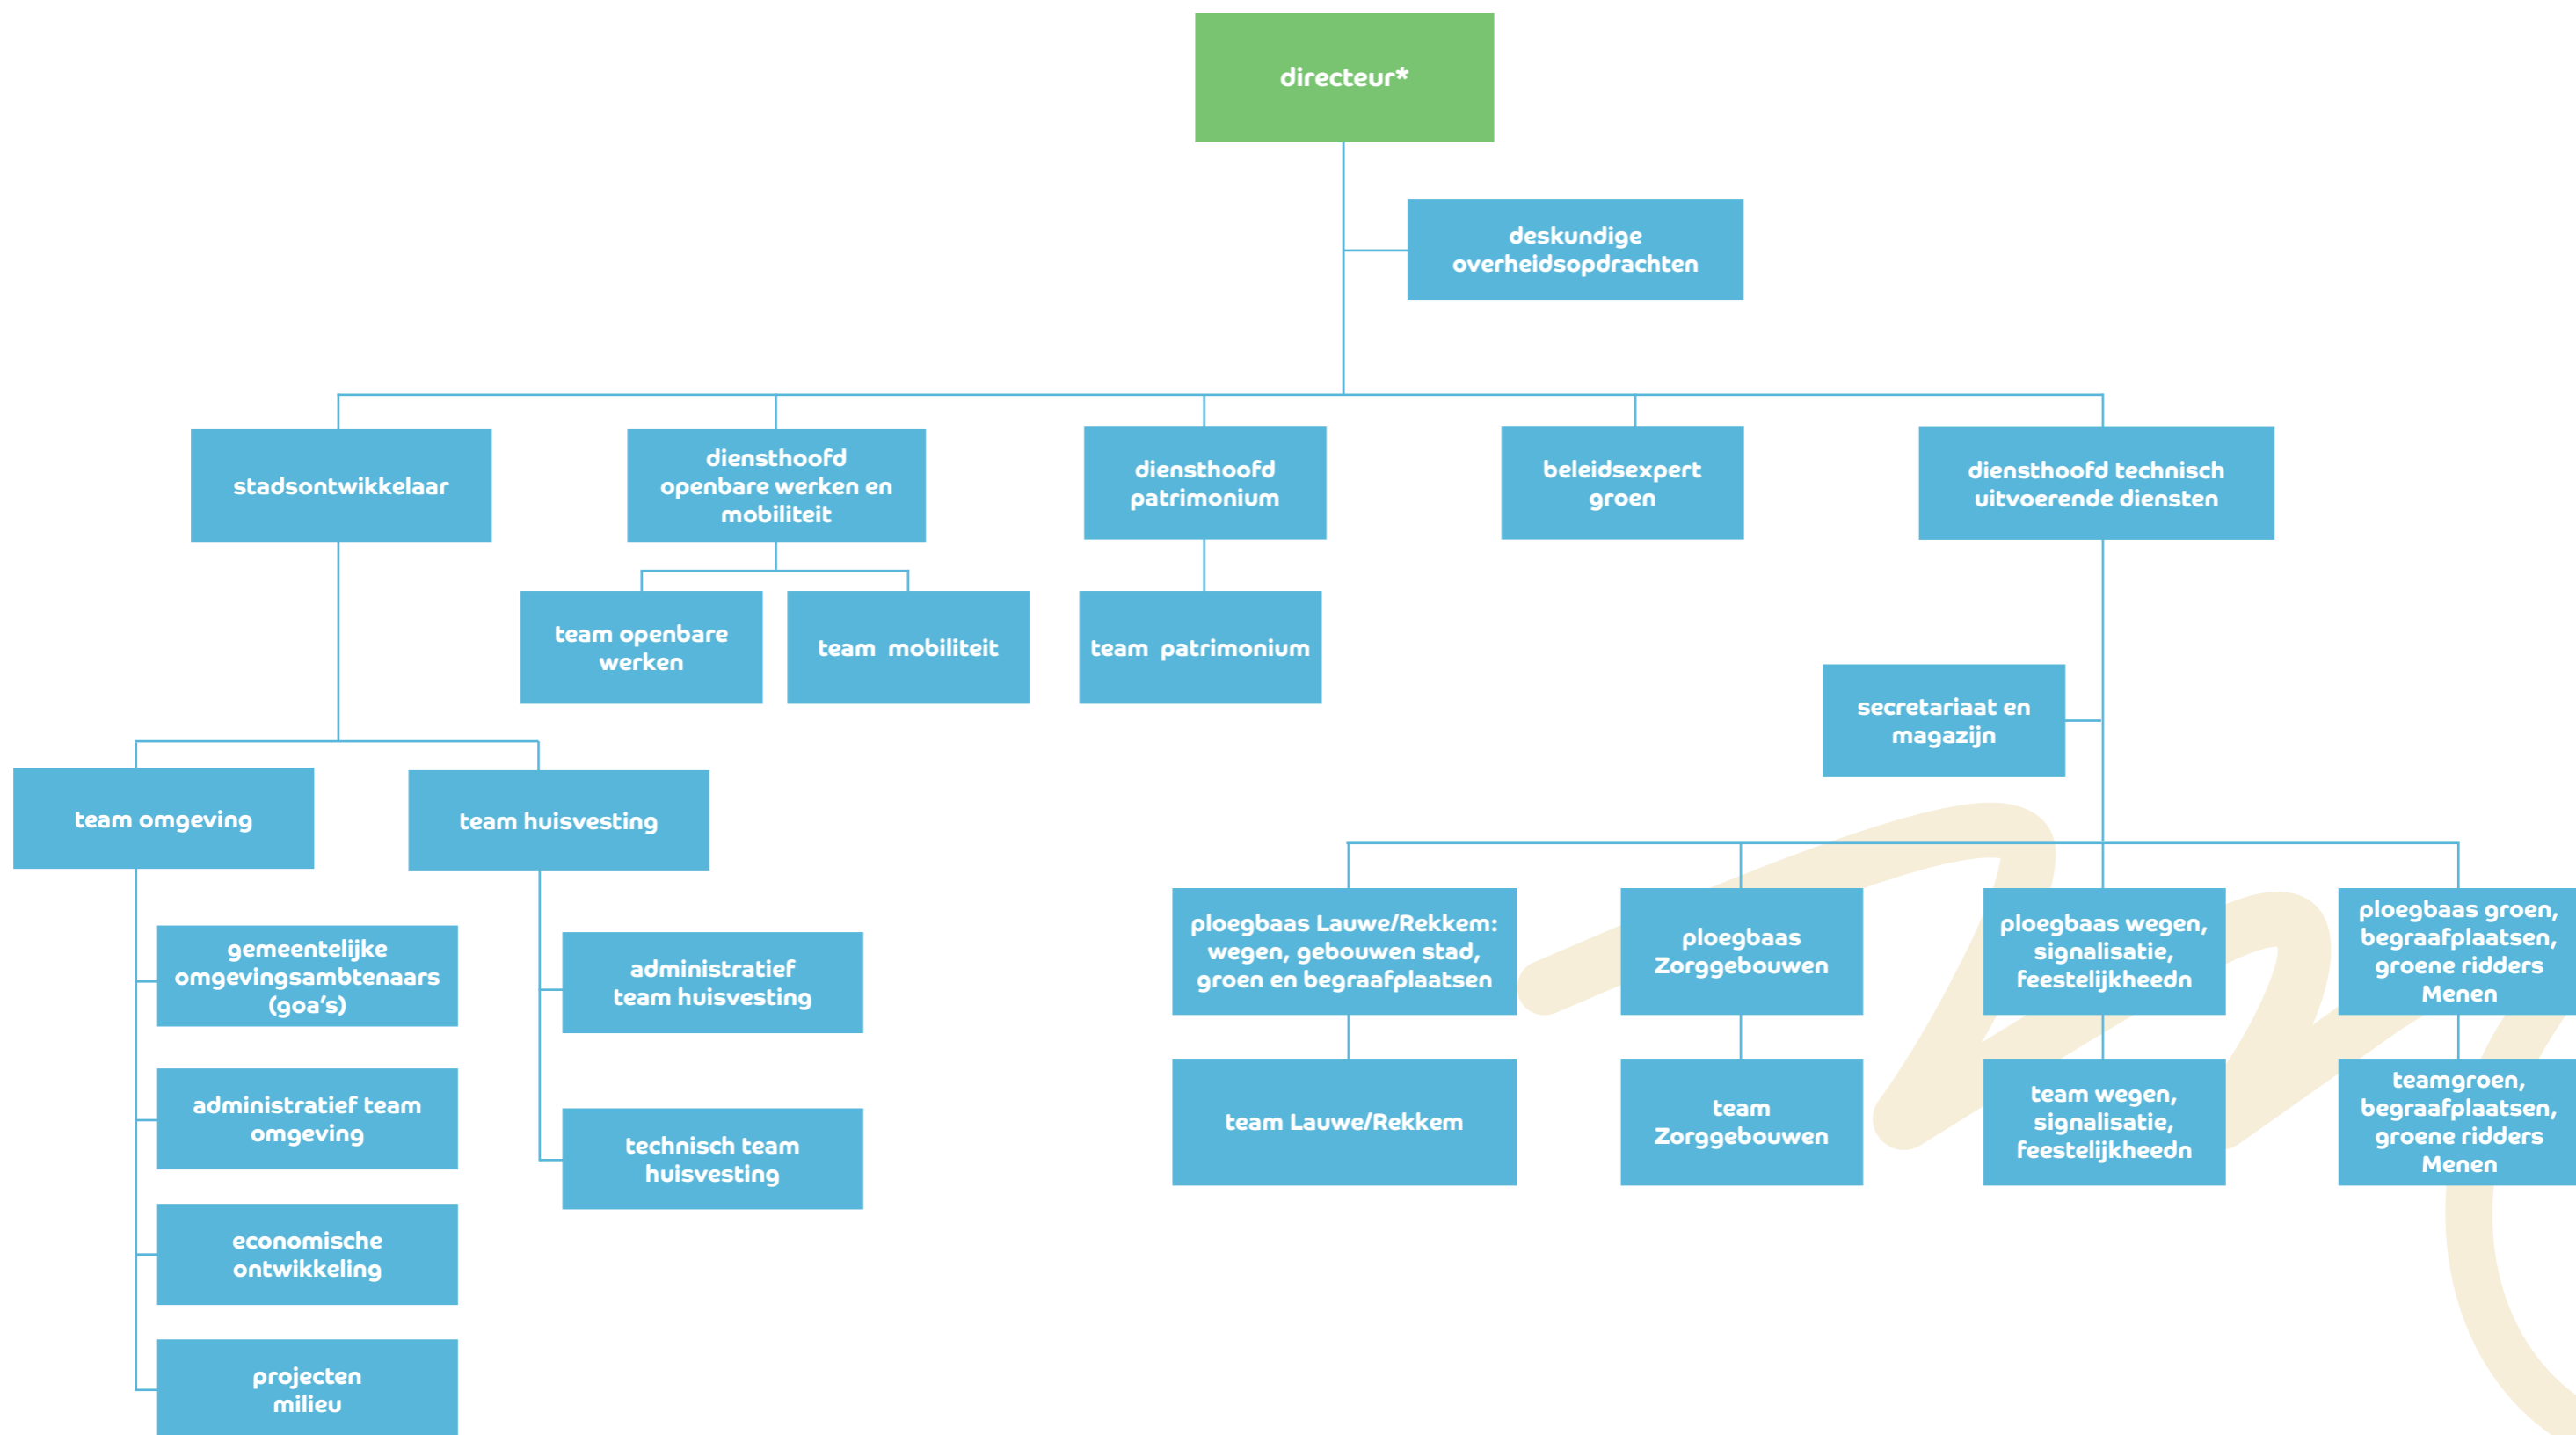 directeur*
deskundige
overheidsopdrachten
stadsontwikkelaar
diensthoofd
openbare werken en
mobiliteit
diensthoofd
patrimonium
beleidsexpert
groen
diensthoofd technisch
uitvoerende diensten
team openbare
werken
team mobiliteit
team patrimonium
secretariaat en
magazijn
team omgeving
team huisvesting
gemeentelijke
omgevingsambtenaars
(goa's)
administratief team
omgeving
economische
ontwikkeling
projecten
milieu
administratief
team huisvesting
technisch team
huisvesting
ploegbaas Lauwe/Rekkem:
wegen, gebouwen stad,
groen en begraafplaatsen
ploegbaas
Zorggebouwen
ploegbaas wegen,
signalisatie,
feestelijkheedn
ploegbaas groen,
begraafplaatsen,
groene ridders
Menen
team Lauwe/Rekkem
team
Zorggebouwen
team wegen,
signalisatie,
feestelijkheedn
teamgroen,
begraafplaatsen,
groene ridders
Menen